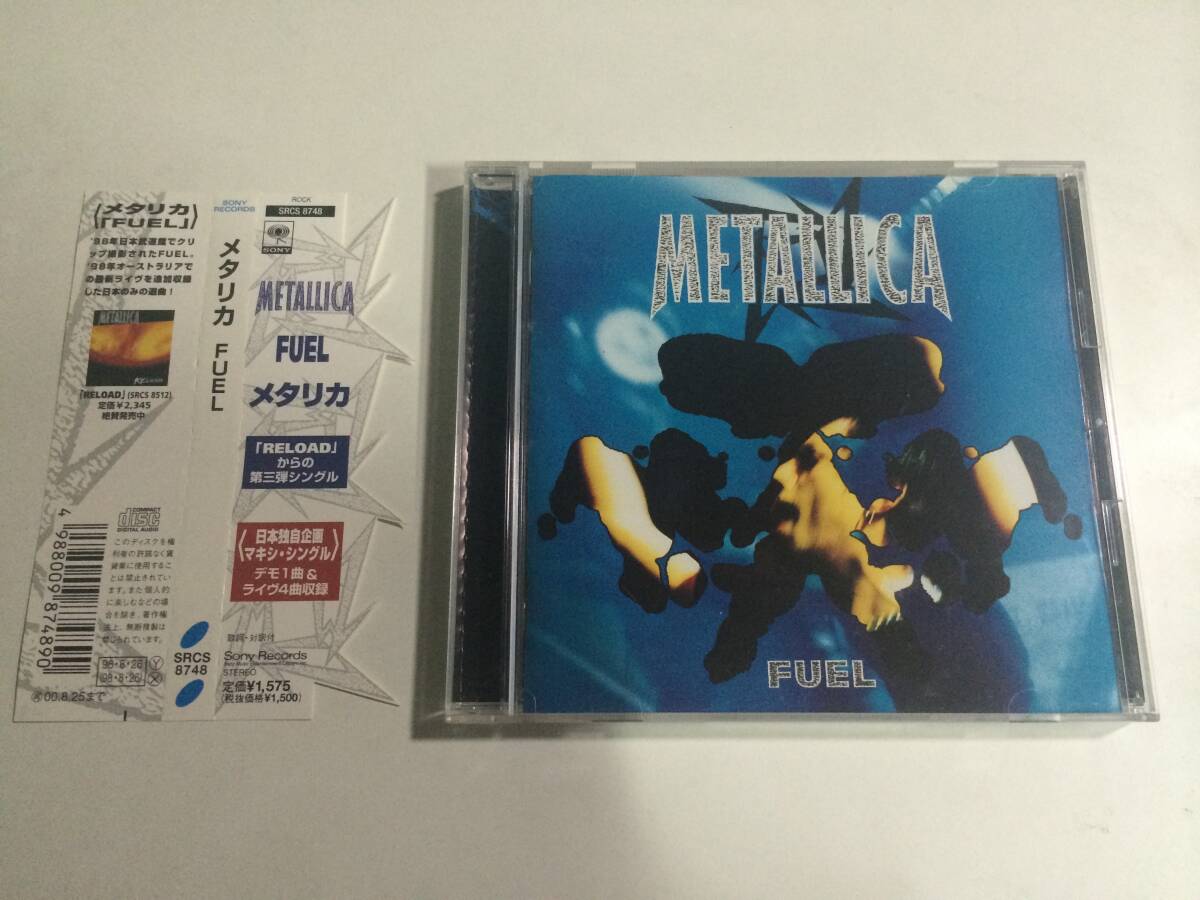 〈メタリカ
「FUEL」〉
'98年日本武道館でクリ
ップ撮影されたFUEL。
'98年オーストラリアで
の最新ライヴを追加収録
した日本のみの選曲!
METALLICA
「RELOAD」(SRCS 8512)
定価¥2,345
絶賛発売中
COMPACT
disc
DIGITAL AUDIO
このディスクを権
利者の許諾なく賃
貸業に使用するこ
とは禁止されてい
ます。また個人的
に楽しむなどの場
合を除き、著作権
法上、無断複製は
禁じられています。
4988009874890
98・8・26 Y
98・8・26 X
00.8.25まで
SONY
RECORDS
メタリカ FUEL
SRCS
8748
ROCK
SRCS 8748
SONY
METALLICA
FUEL
メタリカ
「RELOAD」
からの
第三弾シングル
〈日本独自企画
マキシ・シングル〉
デモ1曲&
ライヴ4曲収録
歌詞・対訳付
Sony Records
STEREO
定価¥1,575
(税抜価格¥1,500)
METALLICA
FUEL